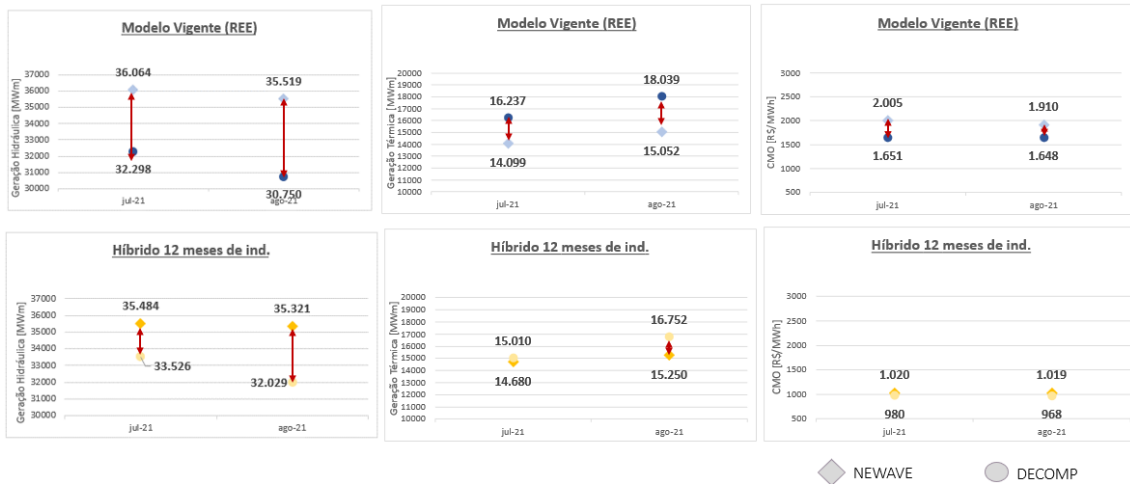 Modelo Vigente (REE)
Geração Hidráulica [MWm]
37000
36000
35000
34000
33000
32000
31000
30000
36.064
35.519
32.298
30.750
jul-21
ago-21
Modelo Vigente (REE)
Geração Térmica [MWm]
20000
19000
18000
17000
16000
15000
14000
13000
12000
11000
10000
16.237
18.039
14.099
15.052
jul-21
ago-21
Modelo Vigente (REE)
CMO [R$/MWh]
3000
2500
2000
1500
1000
500
2.005
1.910
1.651
1.648
jul-21
ago-21
Híbrido 12 meses de ind.
Geração Hidráulica [MWm]
37000
36000
35000
34000
33000
32000
31000
30000
35.484
35.321
33.526
32.029
jul-21
ago-21
Híbrido 12 meses de ind.
Geração Térmica [MWm]
20000
19000
18000
17000
16000
15000
14000
13000
12000
11000
10000
15.010
16.752
14.680
15.250
jul-21
ago-21
Híbrido 12 meses de ind.
CMO [R$/MWh]
3000
2500
2000
1500
1000
500
1.020
1.019
980
968
jul-21
ago-21
NEWAVE
DECOMP